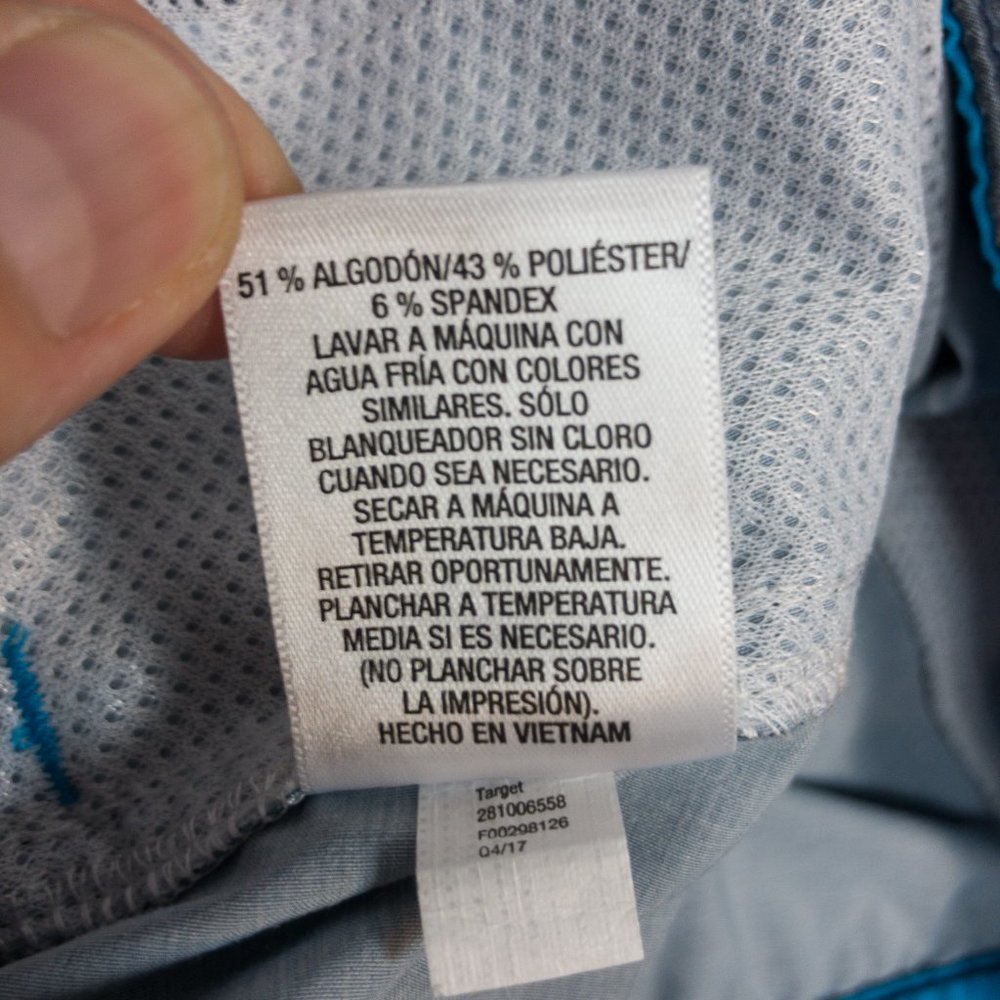 51 % ALGODÓN/43 % POLIÉSTER/
6 % SPANDEX
LAVAR A MÁQUINA CON
AGUA FRÍA CON COLORES
SIMILARES. SÓLO
BLANQUEADOR SIN CLORO
CUANDO SEA NECESARIO.
SECAR A MÁQUINA A
TEMPERATURA BAJA.
RETIRAR OPORTUNAMENTE.
PLANCHAR A TEMPERATURA
MEDIA SI ES NECESARIO.
(NO PLANCHAR SOBRE
LA IMPRESIÓN).
HECHO EN VIETNAM
Target
281006558
F00298126
Q4/17